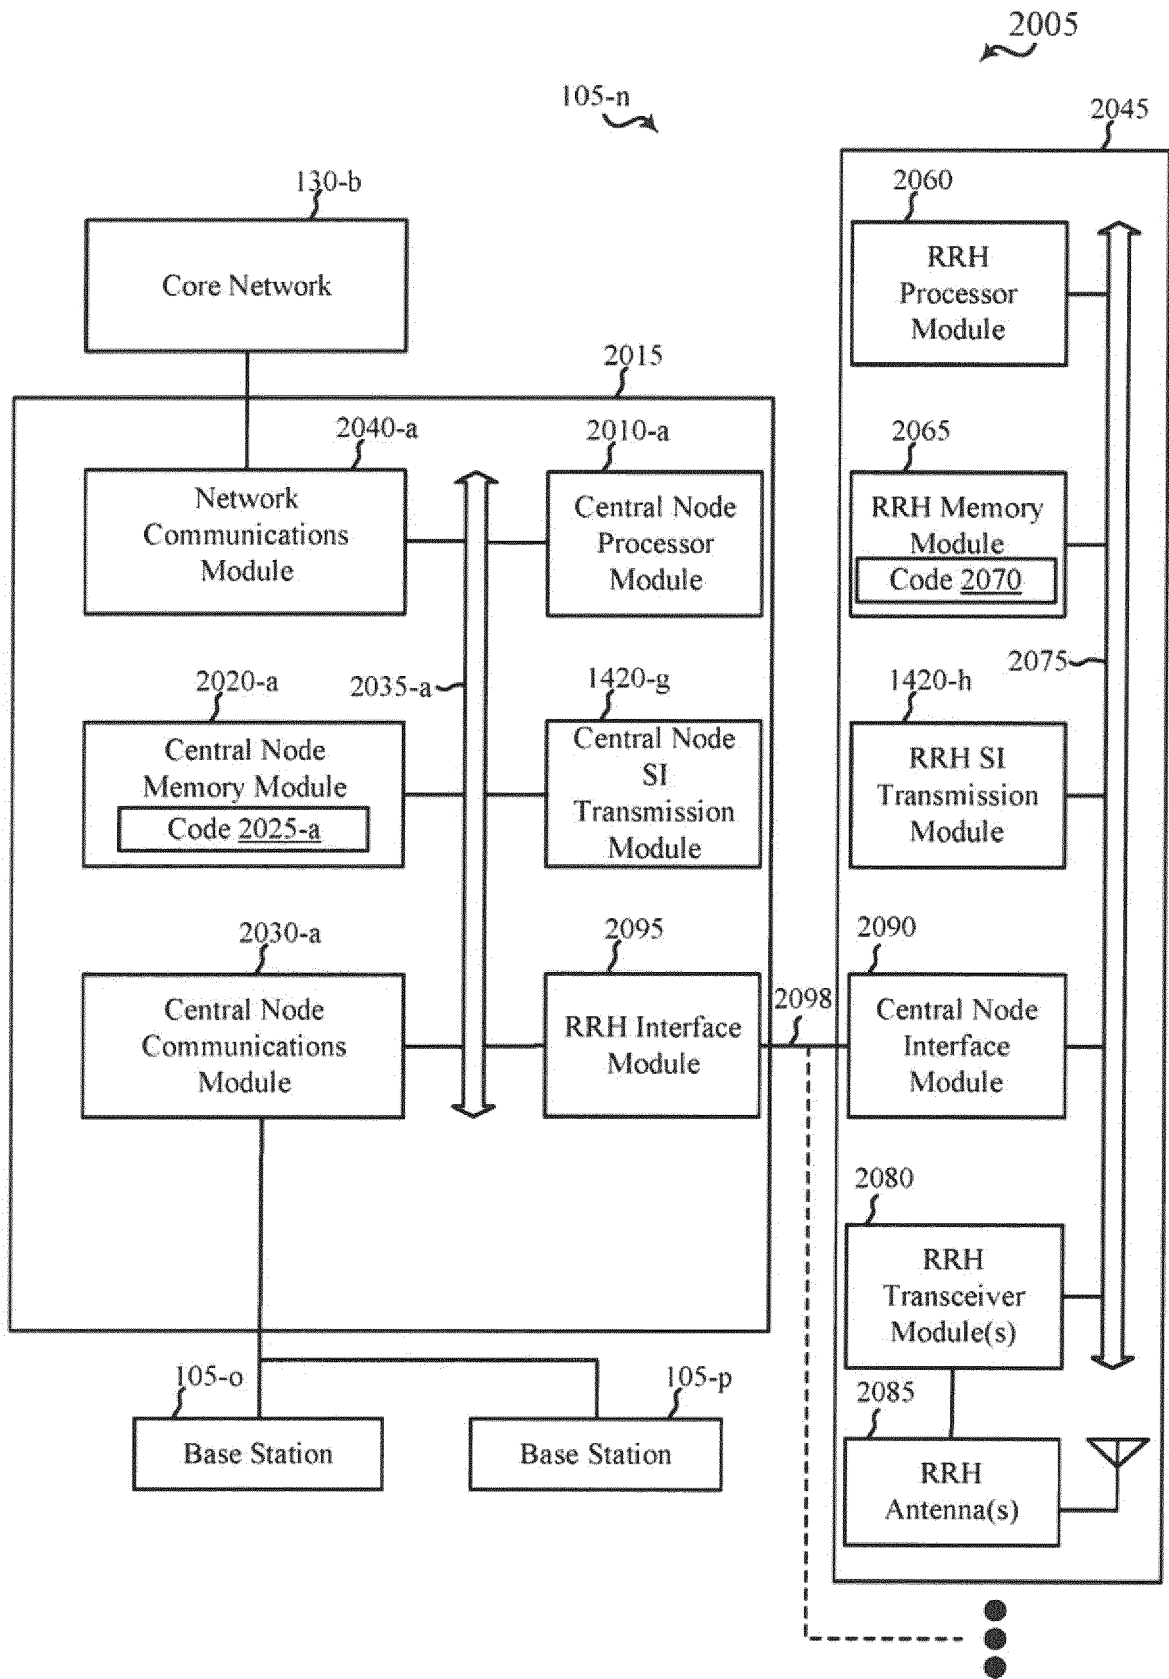 2005
105-n
2045
130-b
Core Network
2060
RRH
Processor
Module
2015
2040-a
Network
Communications
Module
2010-a
Central Node
Processor
Module
2065
RRH Memory
Module
Code 2070
2020-a
Central Node
Memory Module
Code 2025-a
2035-a
1420-g
Central Node
SI
Transmission
Module
2075
1420-h
RRH SI
Transmission
Module
2030-a
Central Node
Communications
Module
2095
RRH Interface
Module
2098
2090
Central Node
Interface
Module
2080
RRH
Transceiver
Module(s)
105-o
Base Station
105-p
Base Station
2085
RRH
Antenna(s)